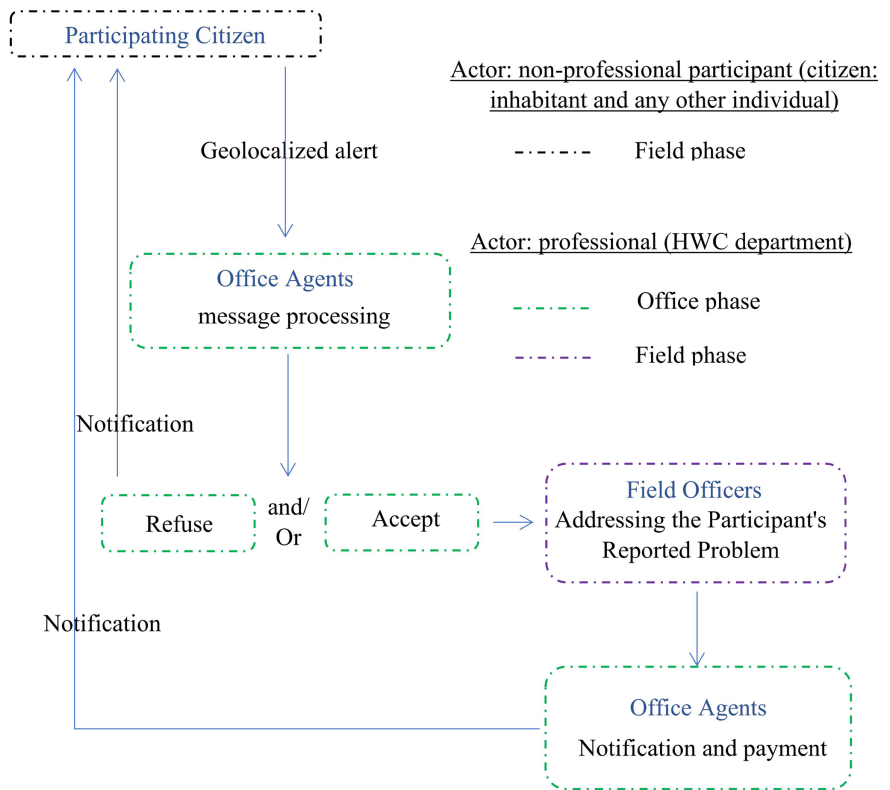 Participating Citizen
Actor: non-professional participant (citizen:
inhabitant and any other individual)
Geolocalized alert
Field phase
Actor: professional (HWC department)
Office Agents
message processing
Office phase
Field phase
Notification
Refuse
and/
Or
Accept
Field Officers
Addressing the Participant's
Reported Problem
Notification
Office Agents
Notification and payment